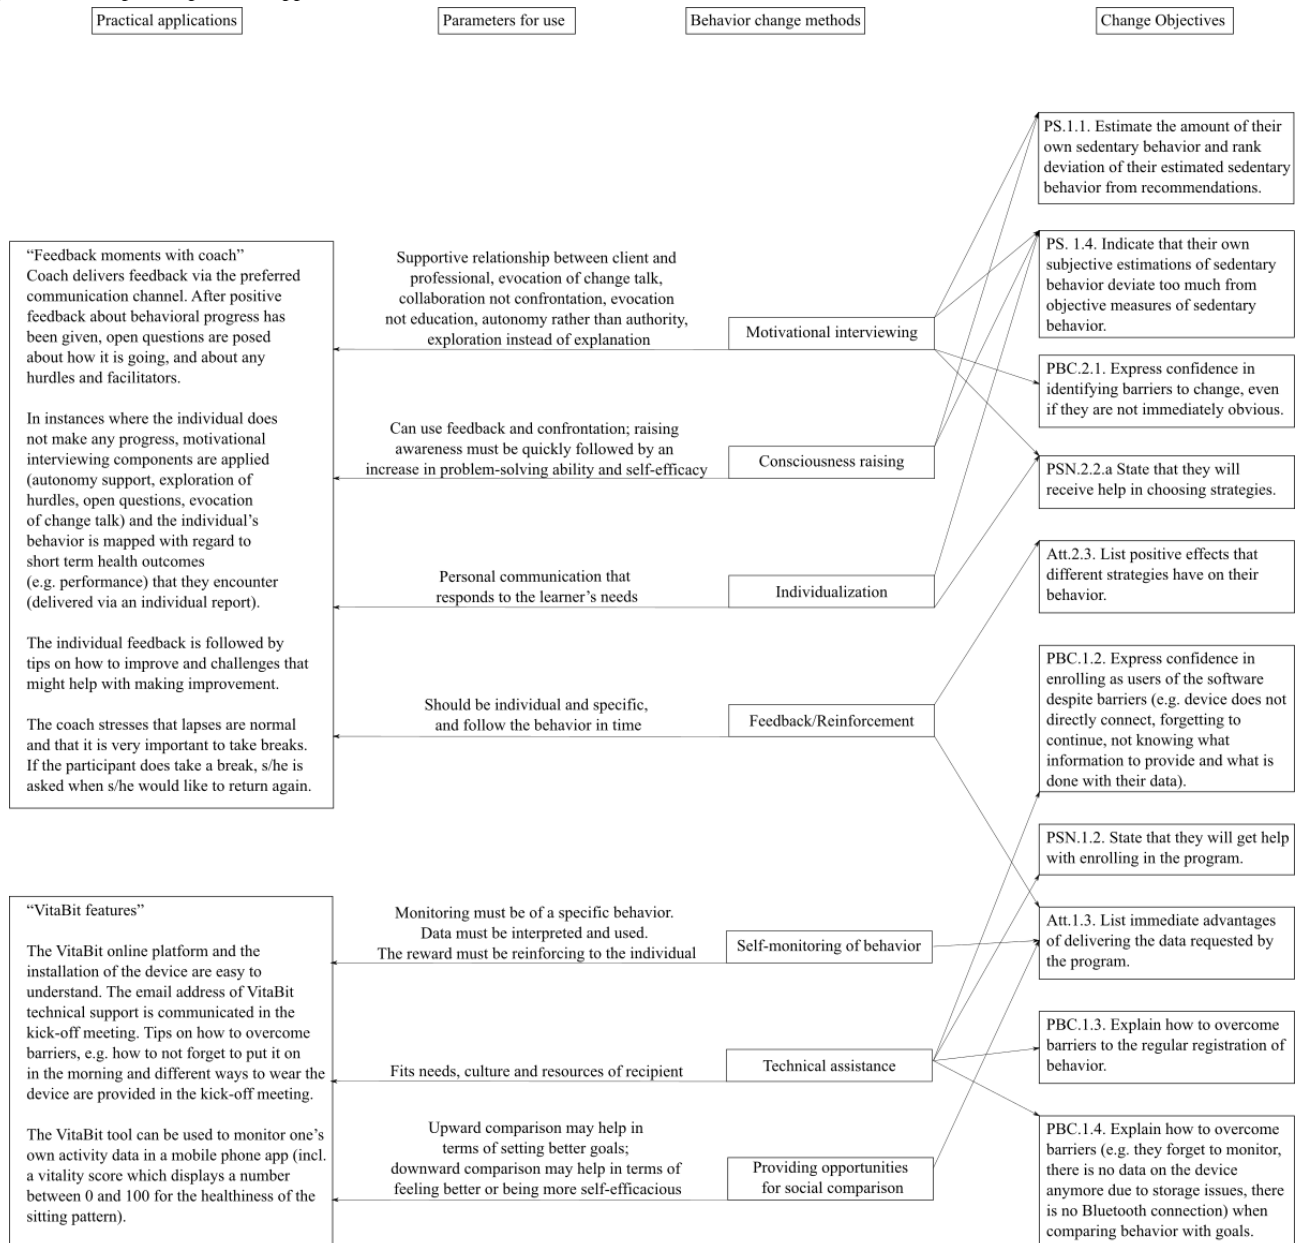 Practical applications
Parameters for use
Behavior change methods
Change Objectives
"Feedback moments with coach"
Coach delivers feedback via the preferred
communication channel. After positive
feedback about behavioral progress has
been given, open questions are posed
about how it is going, and about any
hurdles and facilitators.
In instances where the individual does
not make any progress, motivational
interviewing components are applied
(autonomy support, exploration of
hurdles, open questions, evocation
of change talk) and the individual's
behavior is mapped with regard to
short term health outcomes
(e.g. performance) that they encounter
(delivered via an individual report).
The individual feedback is followed by
tips on how to improve and challenges that
might help with making improvement.
The coach stresses that lapses are normal
and that it is very important to take breaks.
If the participant does take a break, s/he is
asked when s/he would like to return again.
"VitaBit features"
The VitaBit online platform and the
installation of the device are easy to
understand. The email address of VitaBit
technical support is communicated in the
kick-off meeting. Tips on how to overcome
barriers, e.g. how to not forget to put it on
in the morning and different ways to wear the
device are provided in the kick-off meeting.
The VitaBit tool can be used to monitor one's
own activity data in a mobile phone app (incl.
a vitality score which displays a number
between 0 and 100 for the healthiness of the
sitting pattern).
Supportive relationship between client and
professional, evocation of change talk,
collaboration not confrontation, evocation
not education, autonomy rather than authority,
exploration instead of explanation
Can use feedback and confrontation; raising
awareness must be quickly followed by an
increase in problem-solving ability and self-efficacy
Personal communication that
responds to the learner's needs
Should be individual and specific,
and follow the behavior in time
Monitoring must be of a specific behavior.
Data must be interpreted and used.
The reward must be reinforcing to the individual
Fits needs, culture and resources of recipient
Upward comparison may help in
terms of setting better goals;
downward comparison may help in terms of
feeling better or being more self-efficacious
Motivational interviewing
Consciousness raising
Individualization
Feedback/Reinforcement
Self-monitoring of behavior
Technical assistance
Providing opportunities
for social comparison
PS.1.1. Estimate the amount of their
own sedentary behavior and rank
deviation of their estimated sedentary
behavior from recommendations.
PS. 1.4. Indicate that their own
subjective estimations of sedentary
behavior deviate too much from
objective measures of sedentary
behavior.
PBC.2.1. Express confidence in
identifying barriers to change, even
if they are not immediately obvious.
PSN.2.2.a State that they will
receive help in choosing strategies.
Att.2.3. List positive effects that
different strategies have on their
behavior.
PBC.1.2. Express confidence in
enrolling as users of the software
despite barriers (e.g. device does not
directly connect, forgetting to
continue, not knowing what
information to provide and what is
done with their data).
PSN.1.2. State that they will get help
with enrolling in the program.
Att.1.3. List immediate advantages
of delivering the data requested by
the program.
PBC.1.3. Explain how to overcome
barriers to the regular registration of
behavior.
PBC.1.4. Explain how to overcome
barriers (e.g. they forget to monitor,
there is no data on the device
anymore due to storage issues, there
is no Bluetooth connection) when
comparing behavior with goals.